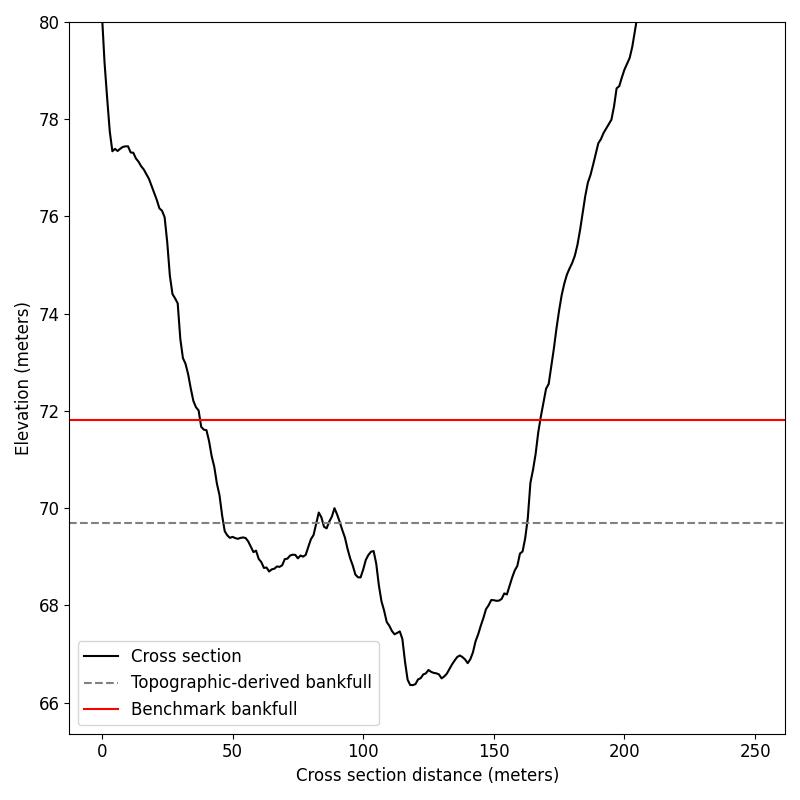 80
78
76
74
72
70
68
66
Elevation (meters)
Cross section
Topographic-derived bankfull
Benchmark bankfull
0 50 100 150 200 250
Cross section distance (meters)